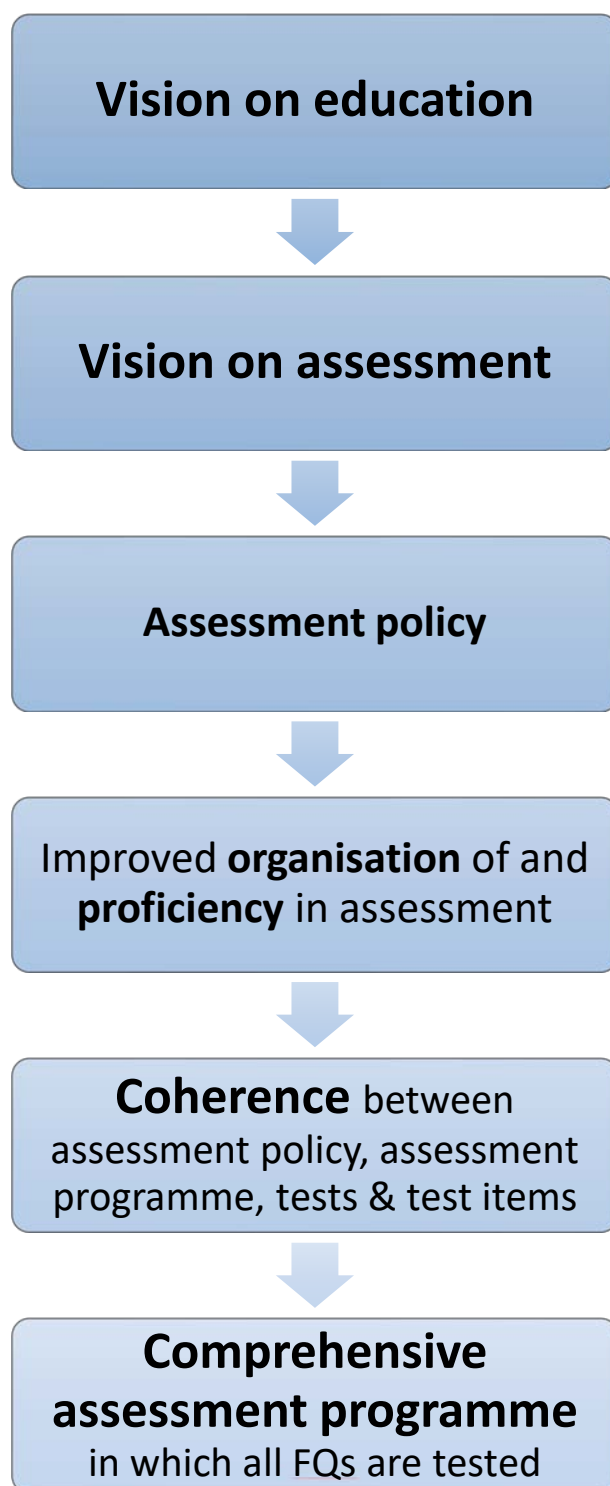 Vision on education
Vision on assessment
Assessment policy
Improved organisation of and
proficiency in assessment
Coherence between
assessment policy, assessment
programme, tests & test items
Comprehensive
assessment programme
in which all FQs are tested